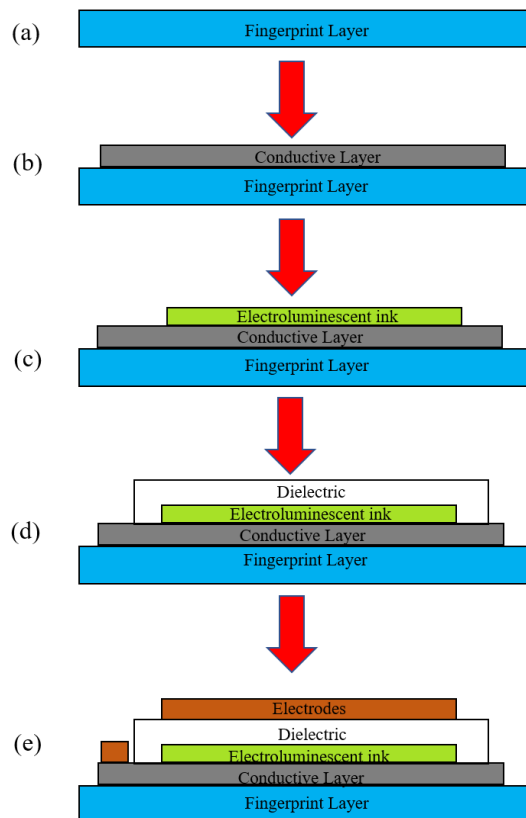 (a)
Fingerprint Layer
(b)
Conductive Layer
Fingerprint Layer
Electroluminescent ink
(c)
Conductive Layer
Fingerprint Layer
Dielectric
Electroluminescent ink
(d)
Conductive Layer
Fingerprint Layer
Electrodes
Dielectric
(e)
Electroluminescent ink
Conductive Layer
Fingerprint Layer